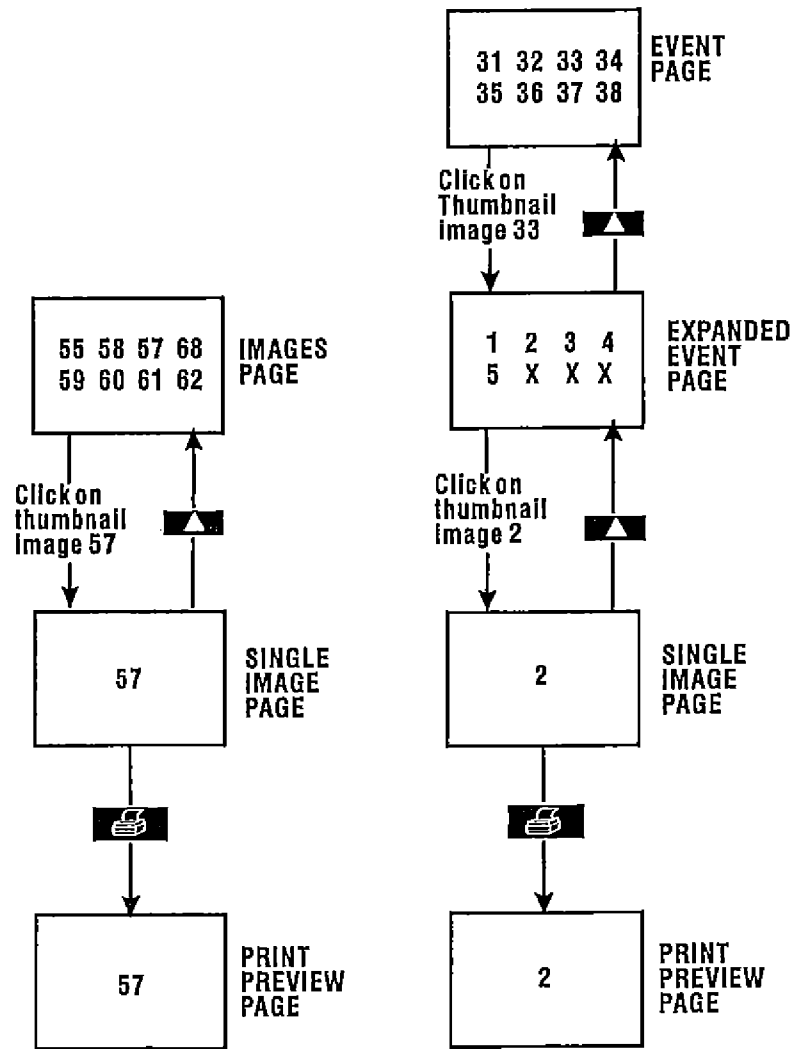 31 32 33 34
35 36 37 38
EVENT
PAGE
Click on
Thumbnail
image 33
1 2 3 4
5 X X X
EXPANDED
EVENT
PAGE
Click on
thumbnail
image 2
2
SINGLE
IMAGE
PAGE
2
PRINT
PREVIEW
PAGE
55 58 57 68
59 60 61 62
IMAGES
PAGE
Click on
thumbnail
image 57
57
SINGLE
IMAGE
PAGE
57
PRINT
PREVIEW
PAGE